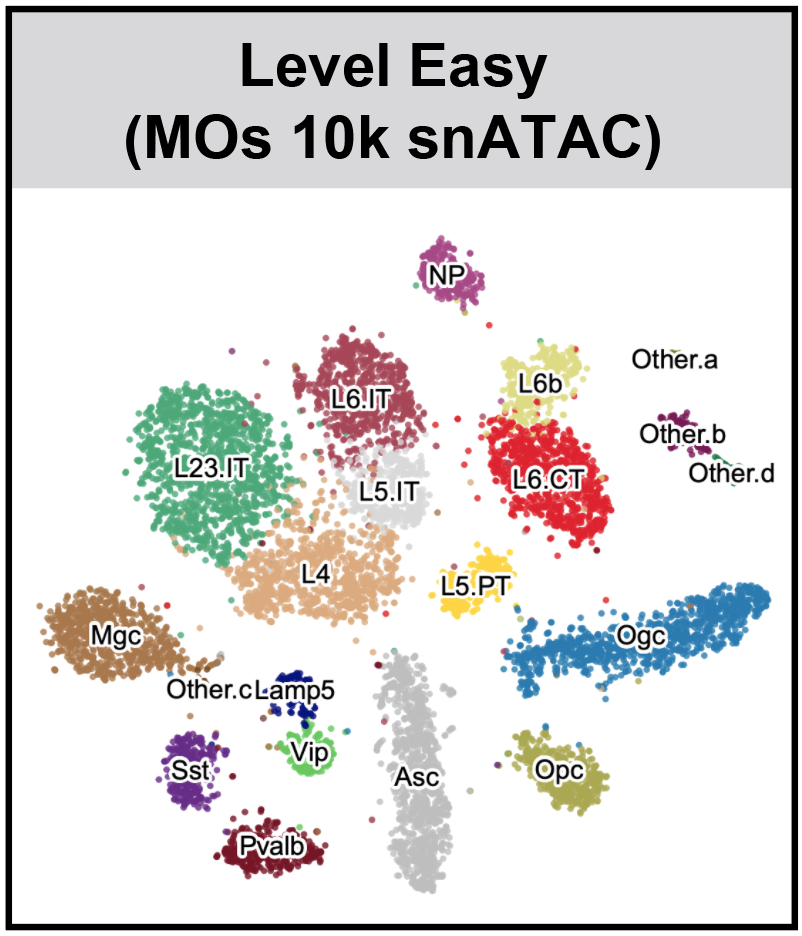 Level Easy
(MOs 10k snATAC)
NP
Other.a
L6b
L6.IT
Other.b
L23.IT
Other.d
L6.CT
L5.IT
L4
L5.PT
Mgc
Ogc
Other.c
Lamp5
Vip
Sst
Opc
Asc
Pvalb